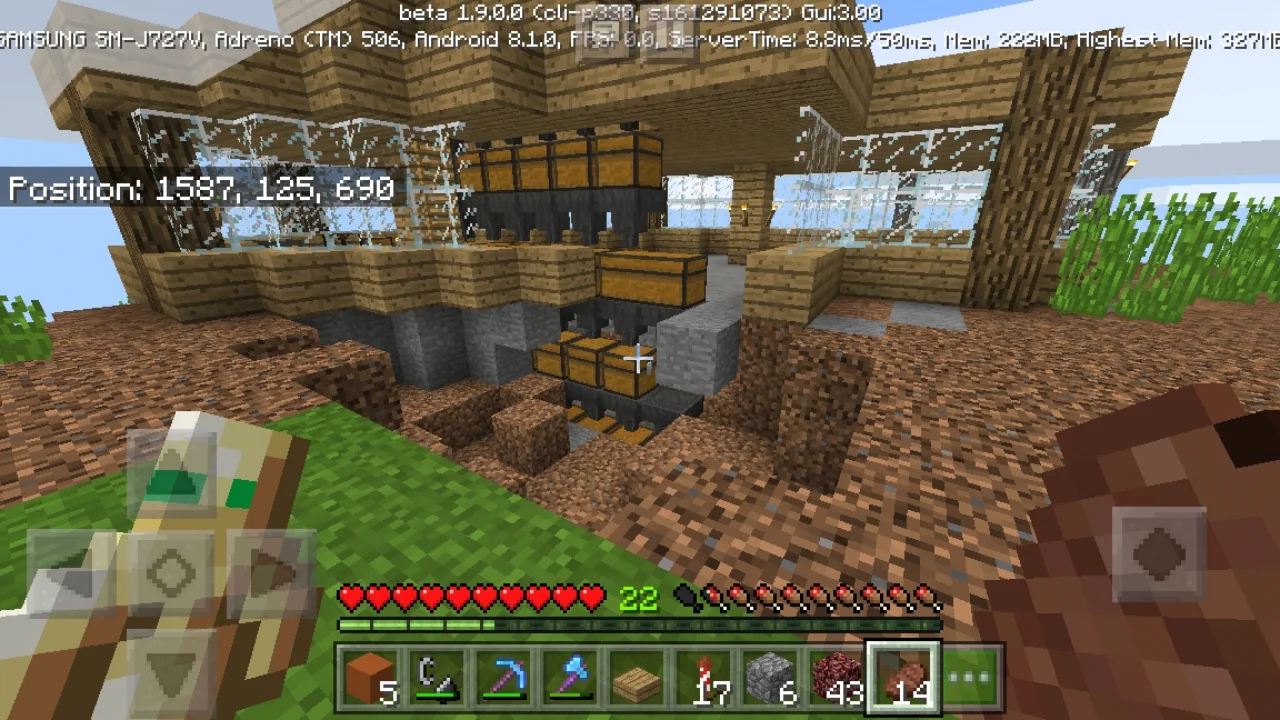 beta 1.9.0.0 (cli-p330, s161291073) Gui:3.00
SAMSUNG SM-J727V, Adreno (TM) 506, Android 8.1.0, FPS: 0.0, ServerTime: 8.8ms/50ms, Mem: 222MB, Highest Mem: 327MB
Position: 1587, 125, 690
22
5 17 6 43 14